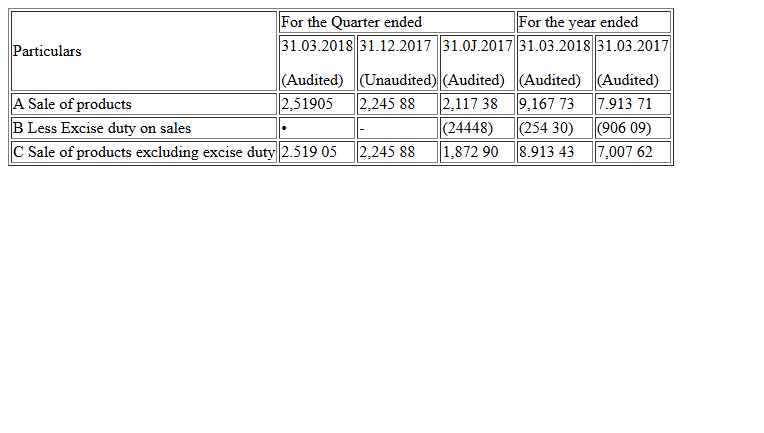 Particulars For the Quarter ended For the year ended
31.03.2018 31.12.2017 31.0J.2017 31.03.2018 31.03.2017
(Audited) (Unaudited) (Audited) (Audited) (Audited)
A Sale of products 2,51905 2,245 88 2,117 38 9,167 73 7.913 71
B Less Excise duty on sales • - (24448) (254 30) (906 09)
C Sale of products excluding excise duty 2.519 05 2,245 88 1,872 90 8.913 43 7,007 62